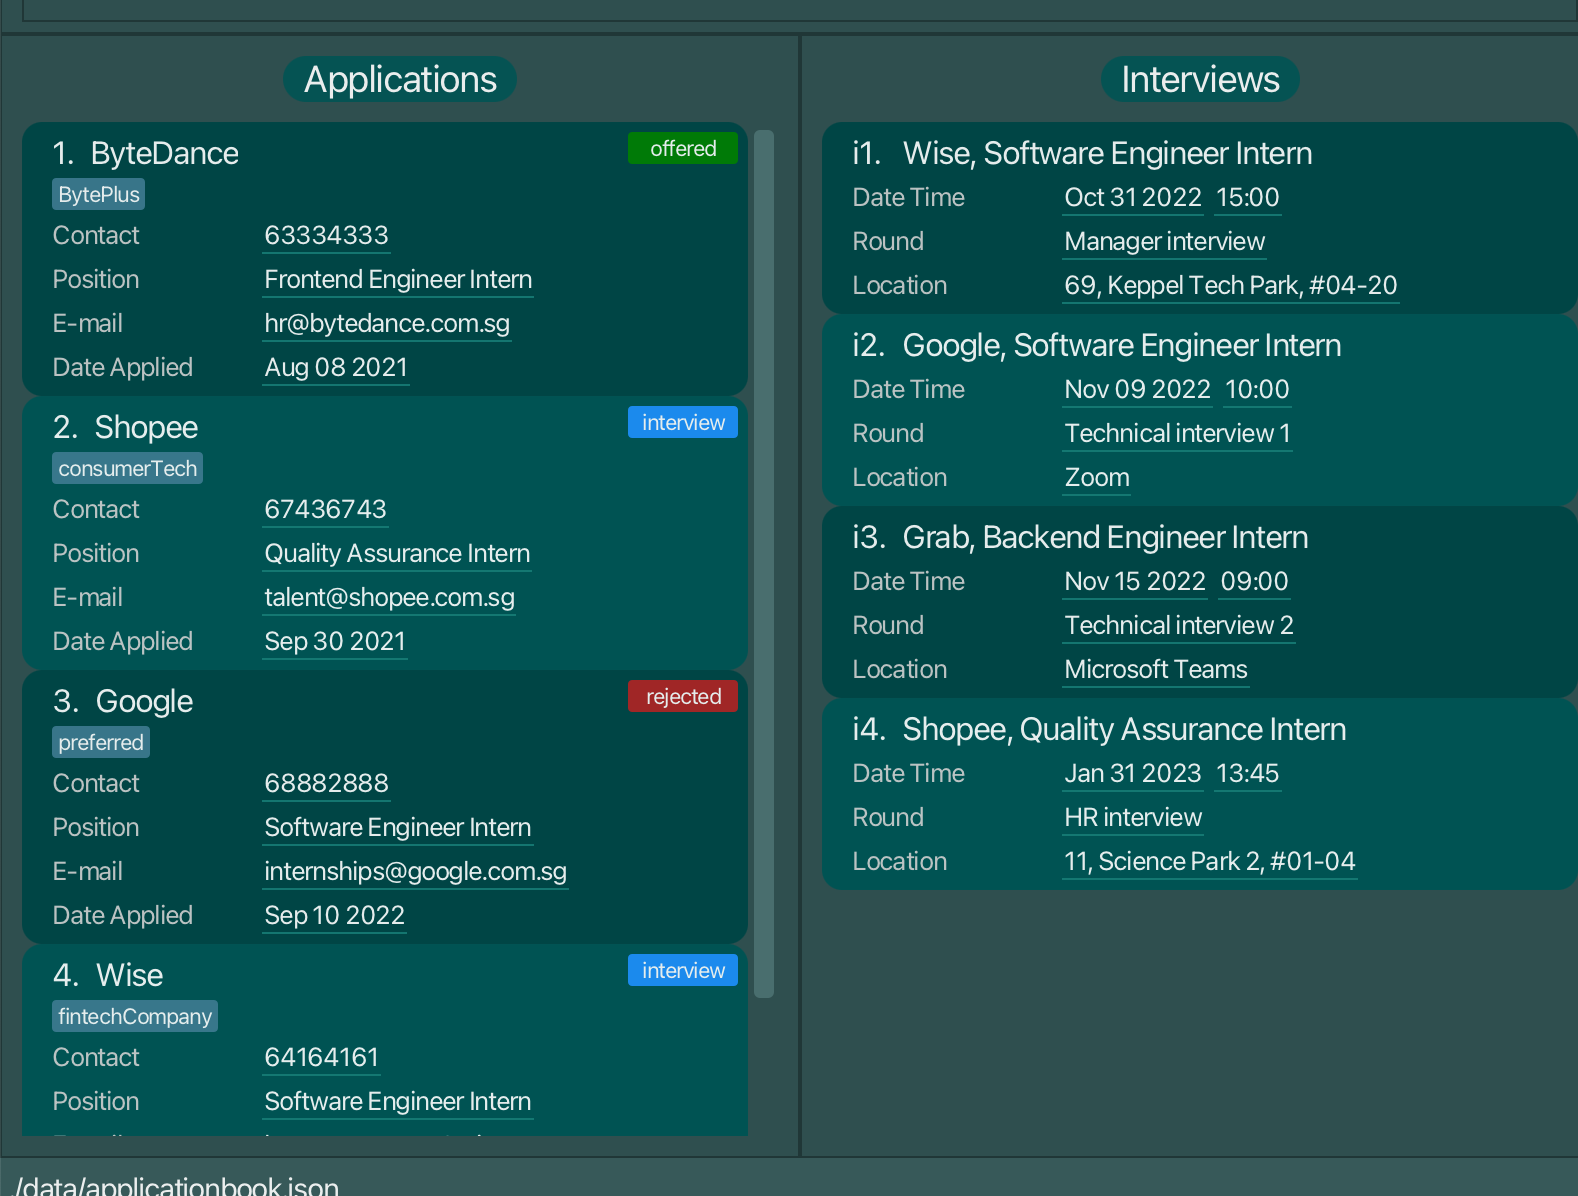 Applications
1. ByteDance
offered
BytePlus
Contact 63334333
Position Frontend Engineer Intern
E-mail hr@bytedance.com.sg
Date Applied Aug 08 2021
2. Shopee
interview
consumerTech
Contact 67436743
Position Quality Assurance Intern
E-mail talent@shopee.com.sg
Date Applied Sep 30 2021
3. Google
rejected
preferred
Contact 68882888
Position Software Engineer Intern
E-mail internships@google.com.sg
Date Applied Sep 10 2022
4. Wise
interview
fintechCompany
Contact 64164161
Position Software Engineer Intern
Interviews
i1. Wise, Software Engineer Intern
Date Time Oct 31 2022 15:00
Round Manager interview
Location 69, Keppel Tech Park, #04-20
i2. Google, Software Engineer Intern
Date Time Nov 09 2022 10:00
Round Technical interview 1
Location Zoom
i3. Grab, Backend Engineer Intern
Date Time Nov 15 2022 09:00
Round Technical interview 2
Location Microsoft Teams
i4. Shopee, Quality Assurance Intern
Date Time Jan 31 2023 13:45
Round HR interview
Location 11, Science Park 2, #01-04
./data/applicationbook.json